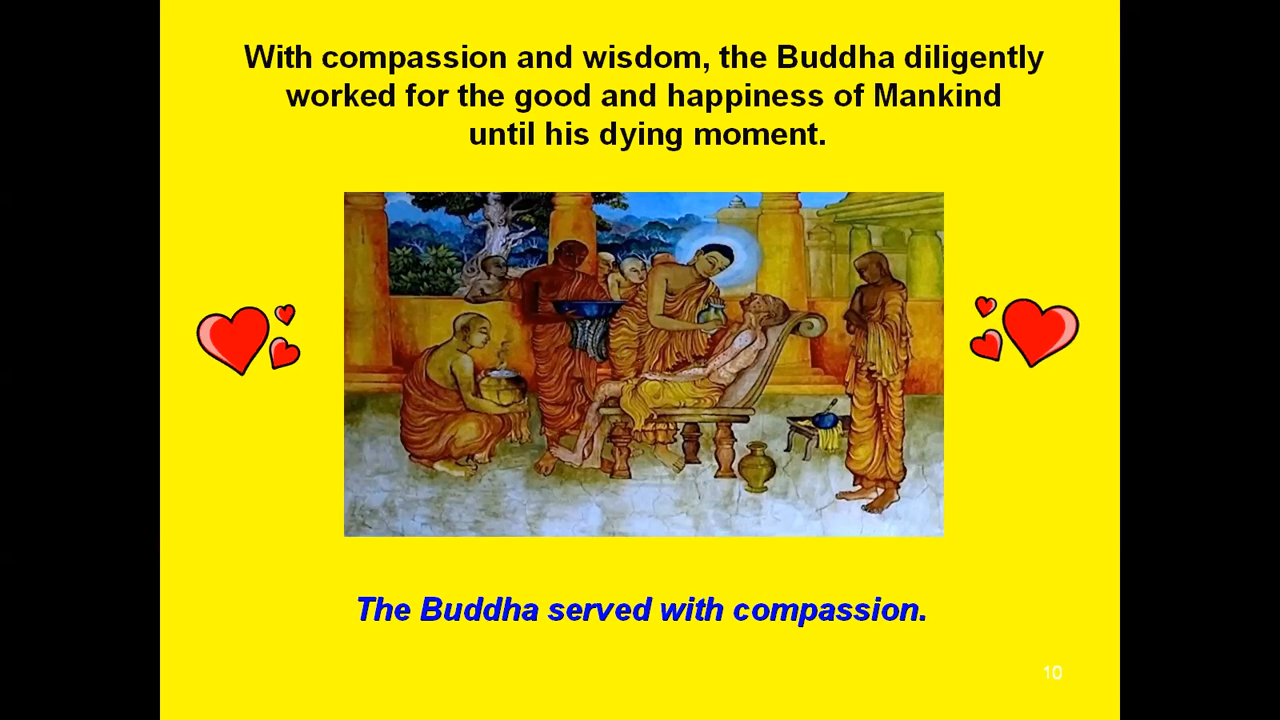 With compassion and wisdom, the Buddha diligently
worked for the good and happiness of Mankind
until his dying moment.
The Buddha served with compassion.
10